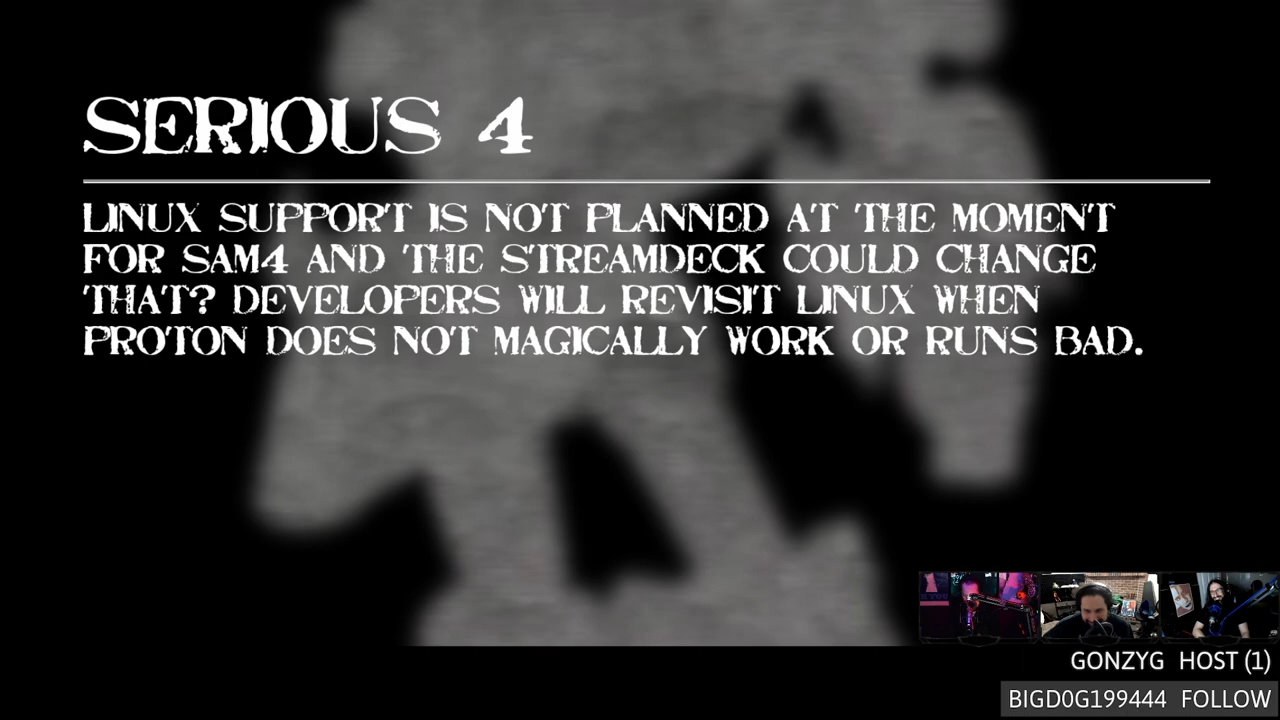 SERIOUS 4
LINUX SUPPORT IS NOT PLANNED AT THE MOMENT
FOR SAM4 AND THE STREAMDECK COULD CHANGE
THAT? DEVELOPERS WILL REVISIT LINUX WHEN
PROTON DOES NOT MAGICALLY WORK OR RUNS BAD.
GONZYG HOST (1)
BIGD0G199444 FOLLOW